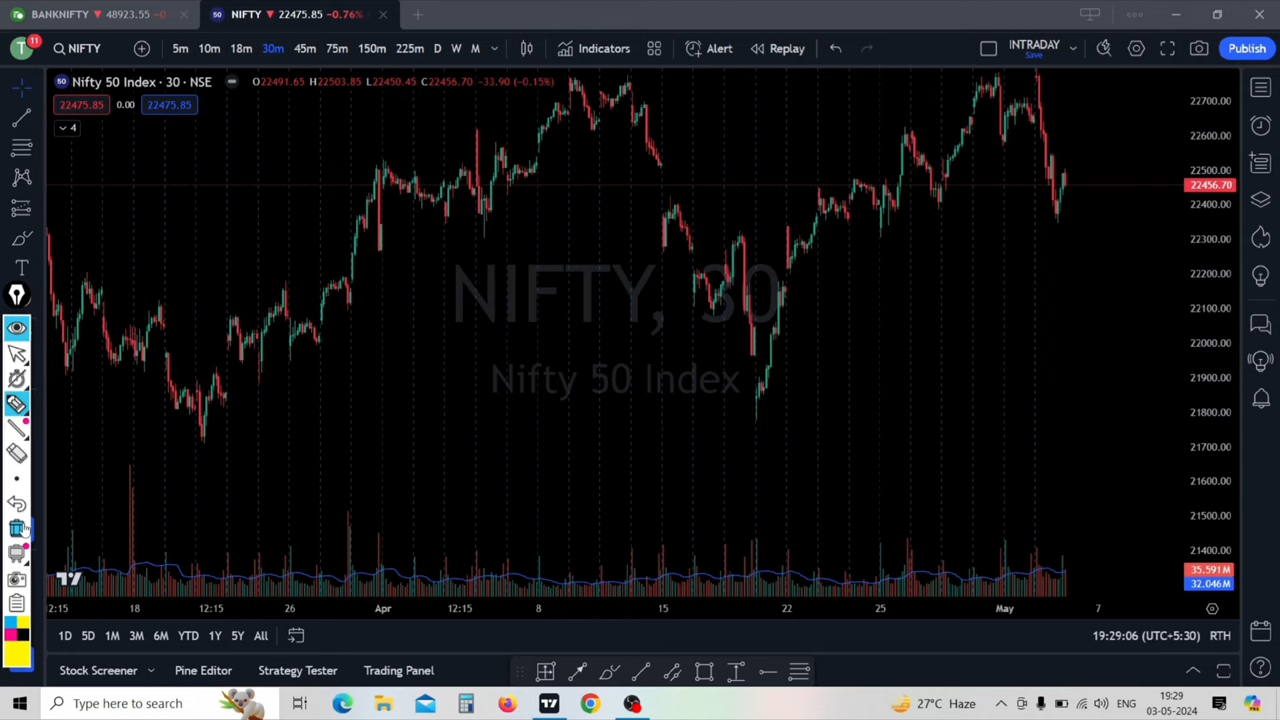 BANKNIFTY ▼ 48923.55 −0
50 NIFTY ▼ 22475.85 −0.76%
T 11 NIFTY 5m 10m 18m 30m 45m 75m 150m 225m D W M Indicators Alert Replay INTRADAY Save Publish
50 Nifty 50 Index · 30 · NSE O22491.65 H22503.85 L22450.45 C22456.70 −33.90 (−0.15%)
22475.85 0.00 22475.85
4
T
NIFTY, 30
Nifty 50 Index
22700.00
22600.00
22500.00
22456.70
22400.00
22300.00
22200.00
22100.00
22000.00
21900.00
21800.00
21700.00
21600.00
21500.00
21400.00
35.591M
32.046M
12:15 18 12:15 26 Apr 12:15 8 15 22 25 May 7
1D 5D 1M 3M 6M YTD 1Y 5Y All 19:29:06 (UTC+5:30) RTH
Stock Screener Pine Editor Strategy Tester Trading Panel
Type here to search 27°C Haze ENG 19:29
03-05-2024